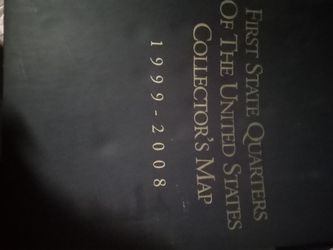 FIRST STATE QUARTERS
OF THE UNITED STATES
COLLECTOR'S MAP
1999-2008